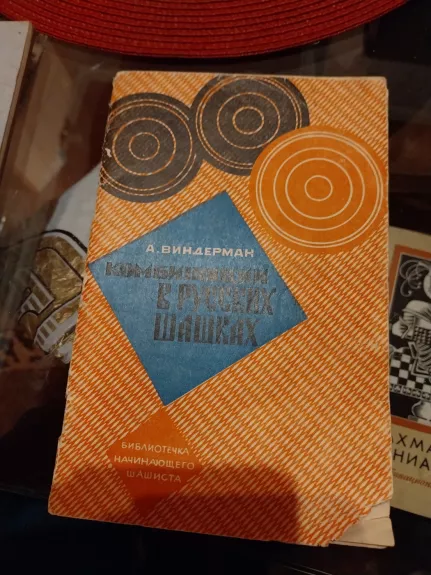 А. ВИНДЕРМАН
КОМБИНАЦИИ
В РУССКИХ
ШАШКАХ
БИБЛИОТЕЧКА
НАЧИНАЮЩЕГО
ШАШИСТА